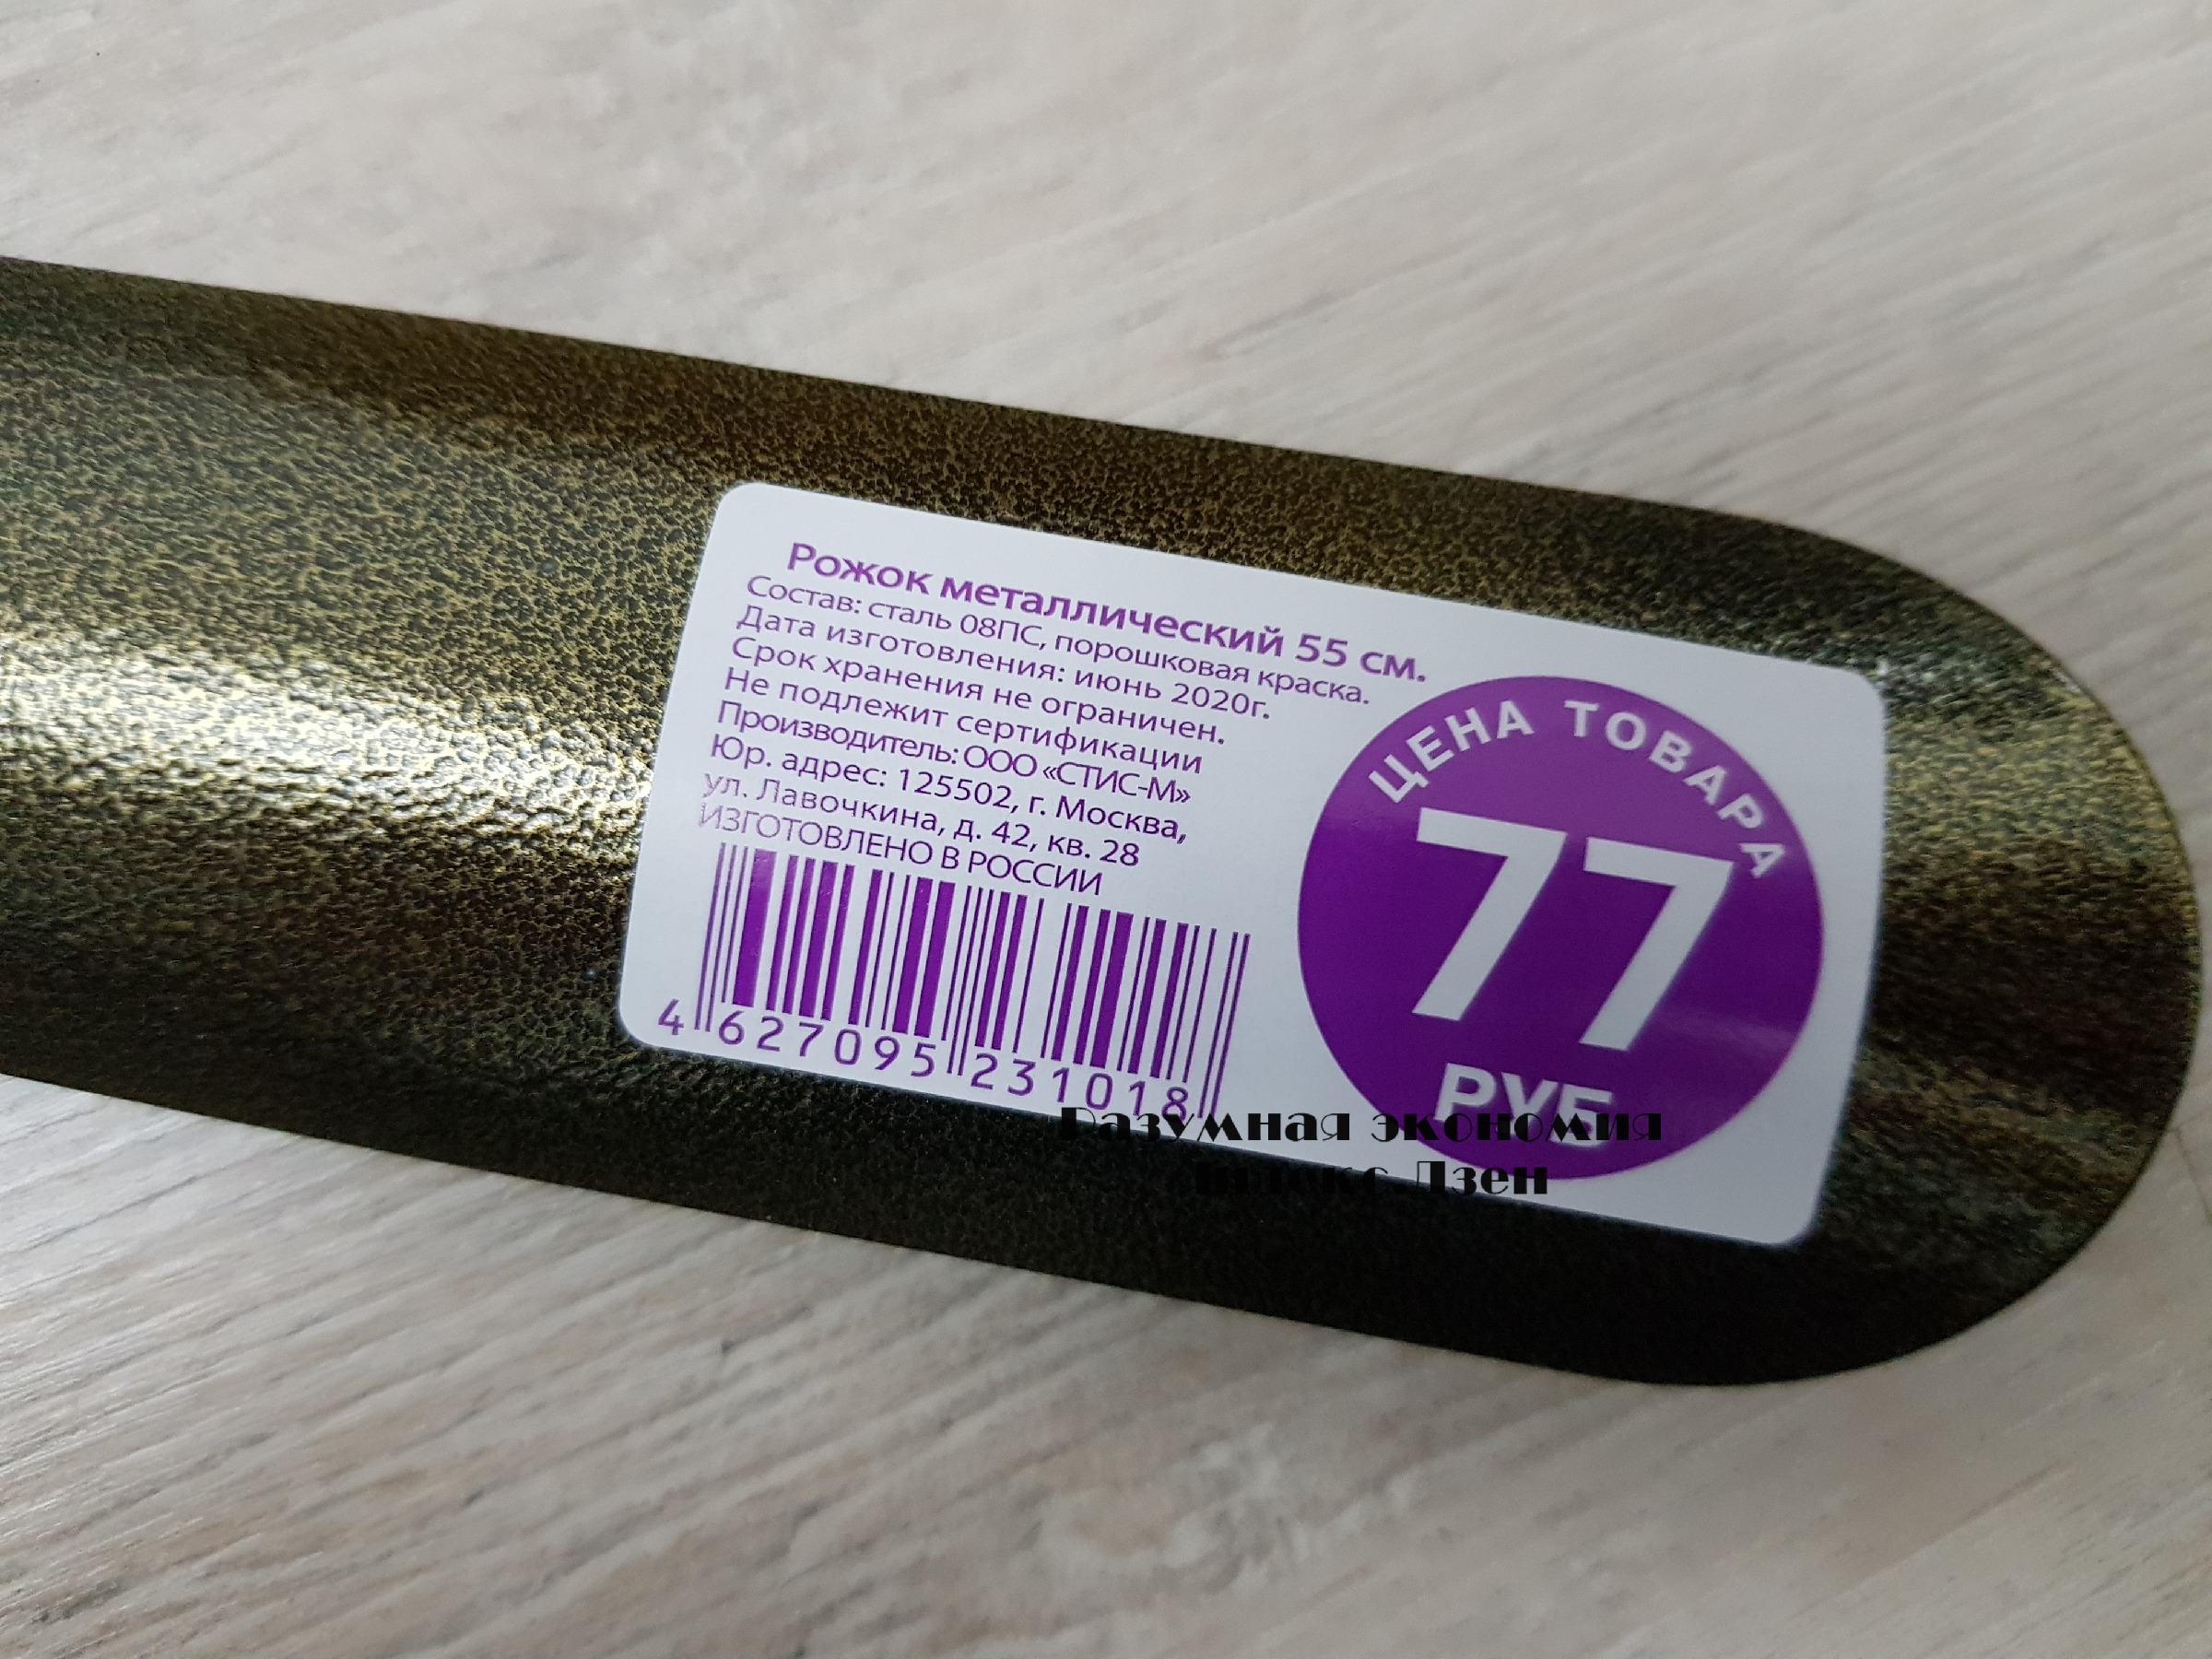 Рожок металлический 55 см.
Состав: сталь 08ПС, порошковая краска.
Дата изготовления: июнь 2020г.
Срок хранения не ограничен.
Не подлежит сертификации
Производитель: ООО «СТИС-М»
Юр. адрес: 125502, г. Москва,
ул. Лавочкина, д. 42, кв. 28
ИЗГОТОВЛЕНО В РОССИИ
4 627095 231018
ЦЕНА ТОВАРА
77
РУБ
Разумная экономия
Яндекс.Дзен